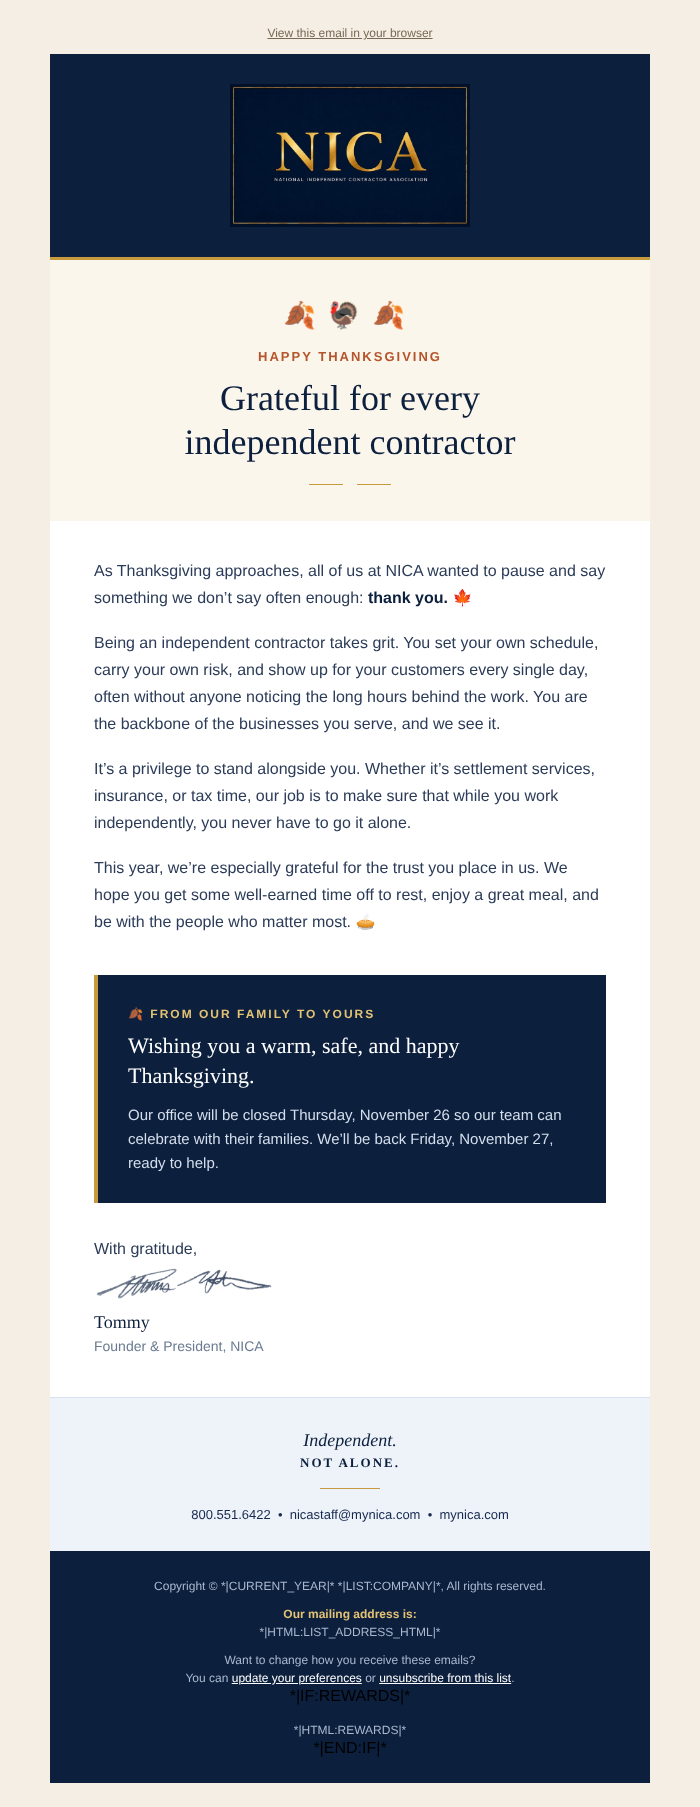 View this email in your browser
NICA
NATIONAL INDEPENDENT CONTRACTOR ASSOCIATION
HAPPY THANKSGIVING
Grateful for every
independent contractor
As Thanksgiving approaches, all of us at NICA wanted to pause and say
something we don’t say often enough: thank you. 🍁
Being an independent contractor takes grit. You set your own schedule,
carry your own risk, and show up for your customers every single day,
often without anyone noticing the long hours behind the work. You are
the backbone of the businesses you serve, and we see it.
It’s a privilege to stand alongside you. Whether it’s settlement services,
insurance, or tax time, our job is to make sure that while you work
independently, you never have to go it alone.
This year, we’re especially grateful for the trust you place in us. We
hope you get some well-earned time off to rest, enjoy a great meal, and
be with the people who matter most. 🥧
🍂 FROM OUR FAMILY TO YOURS
Wishing you a warm, safe, and happy
Thanksgiving.
Our office will be closed Thursday, November 26 so our team can
celebrate with their families. We’ll be back Friday, November 27,
ready to help.
With gratitude,
Tommy
Founder & President, NICA
Independent.
NOT ALONE.
800.551.6422 • nicastaff@mynica.com • mynica.com
Copyright © *|CURRENT_YEAR|* *|LIST:COMPANY|*, All rights reserved.
Our mailing address is:
*|HTML:LIST_ADDRESS_HTML|*
Want to change how you receive these emails?
You can update your preferences or unsubscribe from this list.
*|IF:REWARDS|*
*|HTML:REWARDS|*
*|END:IF|*